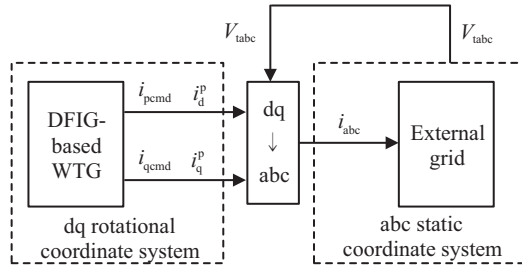 V_tabc V_tabc
i_pcmd i_d^p
DFIG-
based
WTG
i_qcmd i_q^p
dq
↓
abc
i_abc
External
grid
dq rotational
coordinate system
abc static
coordinate system